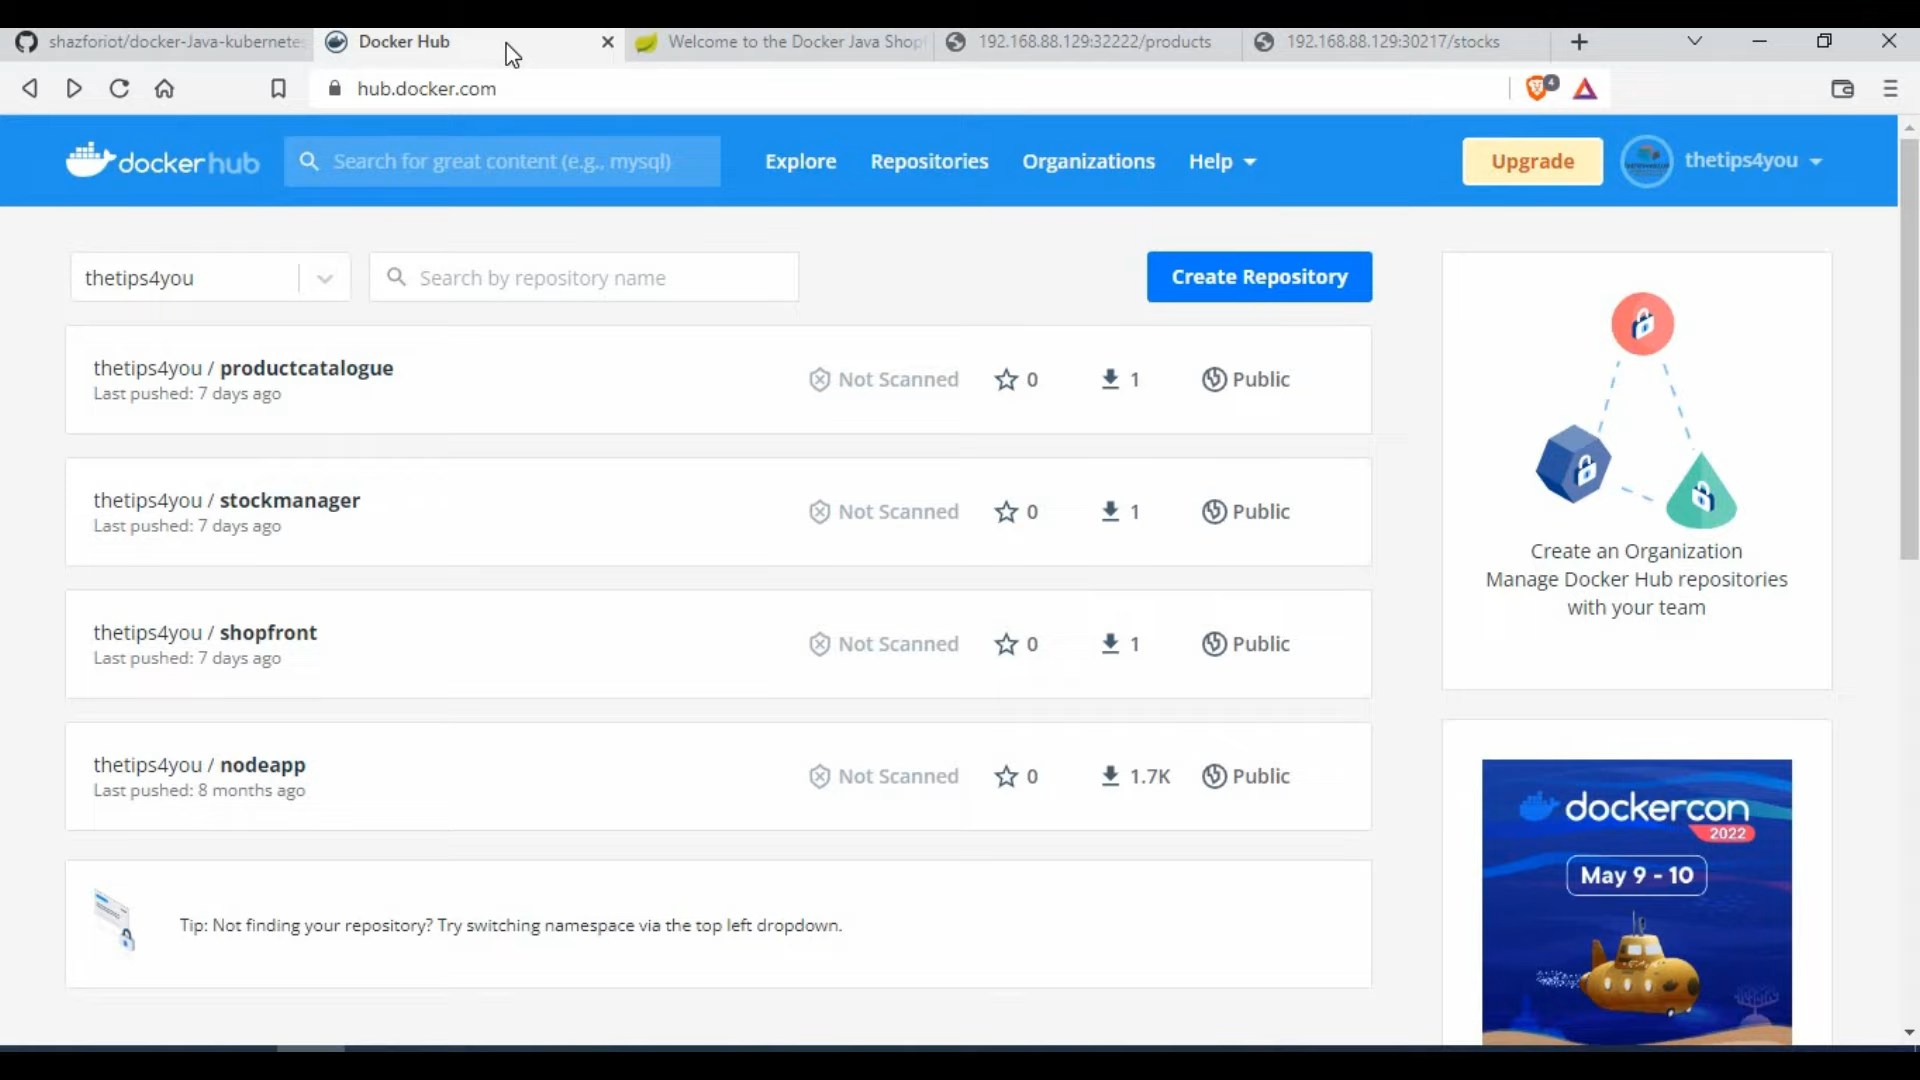 shazforiot/docker-Java-kubernetes
Docker Hub
Welcome to the Docker Java Shop
192.168.88.129:32222/products
192.168.88.129:30217/stocks
hub.docker.com
4
docker hub
Search for great content (e.g., mysql)
Explore
Repositories
Organizations
Help
Upgrade
thetips4you
thetips4you
Search by repository name
Create Repository
thetips4you / productcatalogue
Last pushed: 7 days ago
Not Scanned
0
1
Public
thetips4you / stockmanager
Last pushed: 7 days ago
Not Scanned
0
1
Public
thetips4you / shopfront
Last pushed: 7 days ago
Not Scanned
0
1
Public
thetips4you / nodeapp
Last pushed: 8 months ago
Not Scanned
0
1.7K
Public
Tip: Not finding your repository? Try switching namespace via the top left dropdown.
Create an Organization
Manage Docker Hub repositories
with your team
dockercon
2022
May 9 - 10